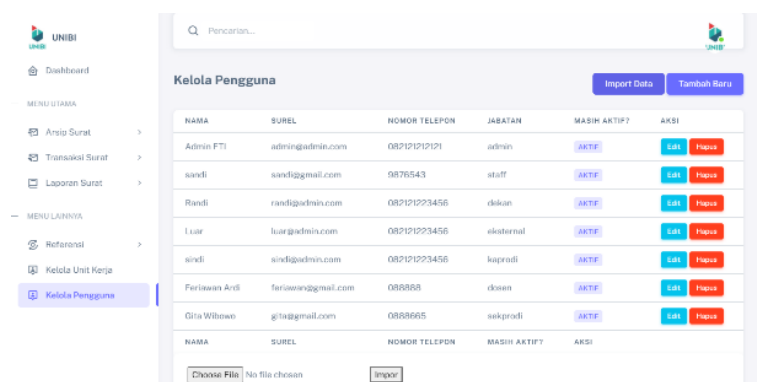 UNIBI
UNIBI
Pencarian...
UNIBI
Dashboard
MENU UTAMA
Arsip Surat
Transaksi Surat
Laporan Surat
MENU LAINNYA
Referensi
Kelola Unit Kerja
Kelola Pengguna
Kelola Pengguna
Import Data Tambah Baru
NAMA SUREL NOMOR TELEPON JABATAN MASIH AKTIF? AKSI
Admin FTI admin@admin.com 082121212121 admin AKTIF Edit Hapus
sandi sandi@gmail.com 9876543 staff AKTIF Edit Hapus
Randi randi@admin.com 082121223456 dekan AKTIF Edit Hapus
Luar luar@admin.com 082121223456 eksternal AKTIF Edit Hapus
sindi sindi@admin.com 082121223456 kaprodi AKTIF Edit Hapus
Feriawan Ardi feriawan@gmail.com 088888 dosen AKTIF Edit Hapus
Gita Wibowo gita@gmail.com 0888665 sekprodi AKTIF Edit Hapus
NAMA SUREL NOMOR TELEPON MASIH AKTIF? AKSI
Choose File No file chosen Impor